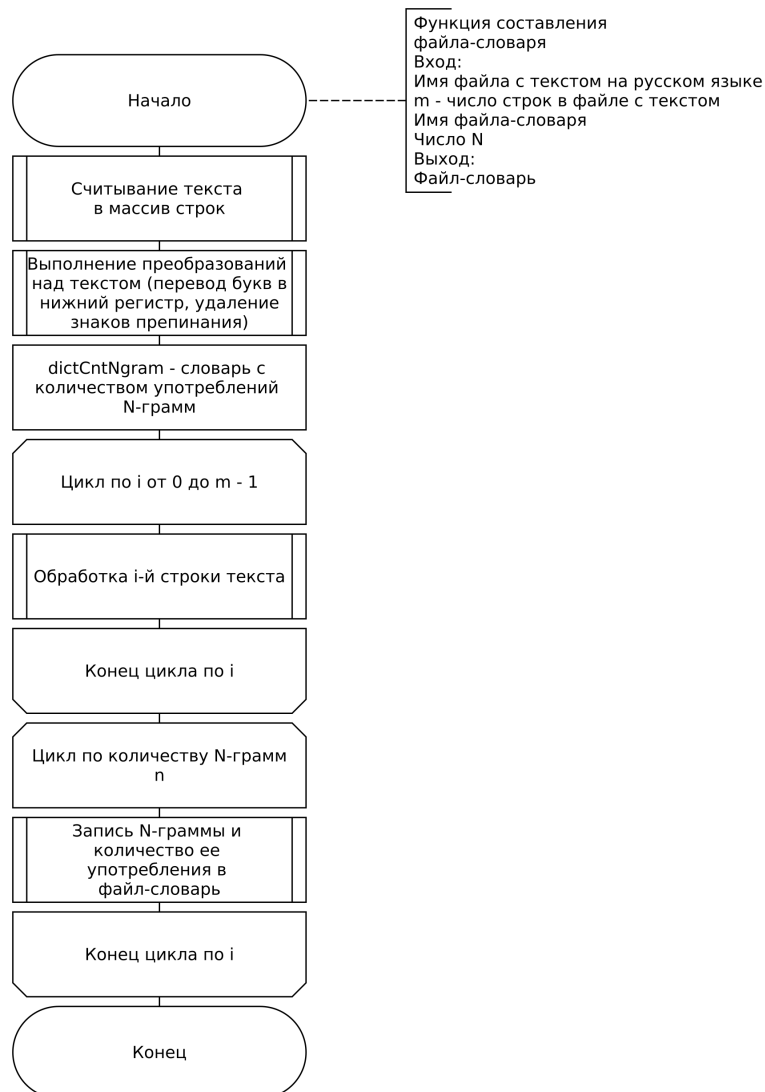 Функция составления
файла-словаря
Вход:
Имя файла с текстом на русском языке
m - число строк в файле с текстом
Имя файла-словаря
Число N
Выход:
Файл-словарь
Начало
Считывание текста
в массив строк
Выполнение преобразований
над текстом (перевод букв в
нижний регистр, удаление
знаков препинания)
dictCntNgram - словарь с
количеством употреблений
N-грамм
Цикл по i от 0 до m - 1
Обработка i-й строки текста
Конец цикла по i
Цикл по количеству N-грамм
n
Запись N-граммы и
количество ее
употребления в
файл-словарь
Конец цикла по i
Конец